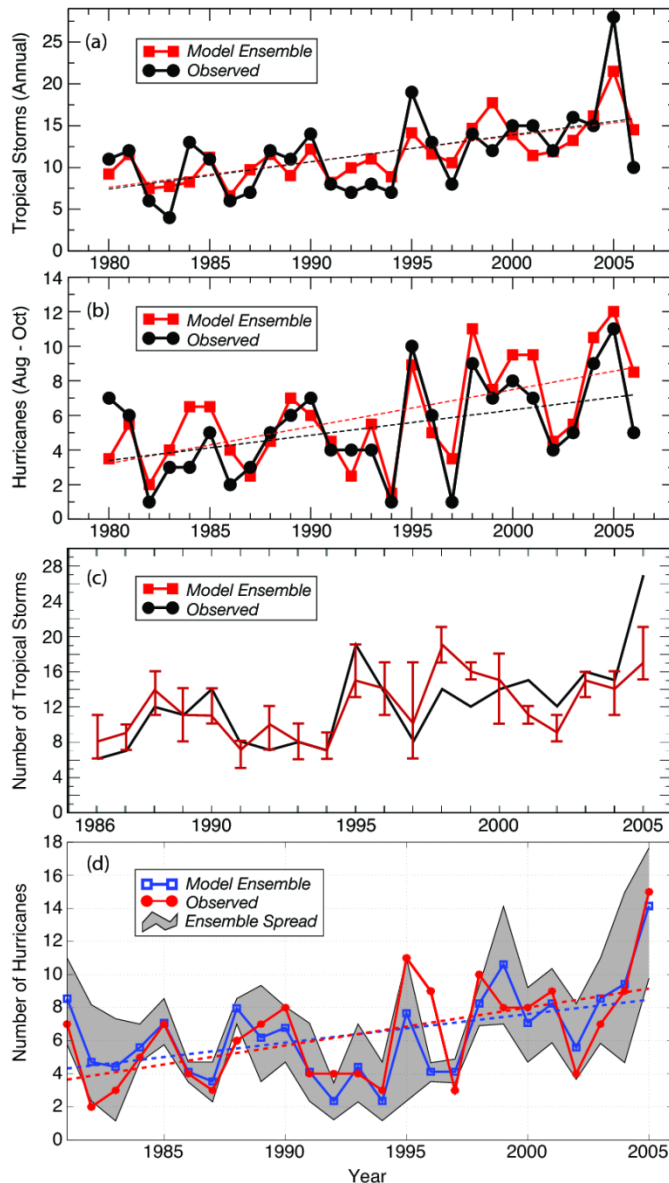 (a)
Model Ensemble
Observed
Tropical Storms (Annual)
25
20
15
10
5
0
1980 1985 1990 1995 2000 2005
(b)
Model Ensemble
Observed
Hurricanes (Aug - Oct)
14
12
10
8
6
4
2
0
1980 1985 1990 1995 2000 2005
(c)
Model Ensemble
Observed
Number of Tropical Storms
28
24
20
16
12
8
4
0
1986 1990 1995 2000 2005
(d)
Model Ensemble
Observed
Ensemble Spread
Number of Hurricanes
18
16
14
12
10
8
6
4
2
0
1985 1990 1995 2000 2005
Year